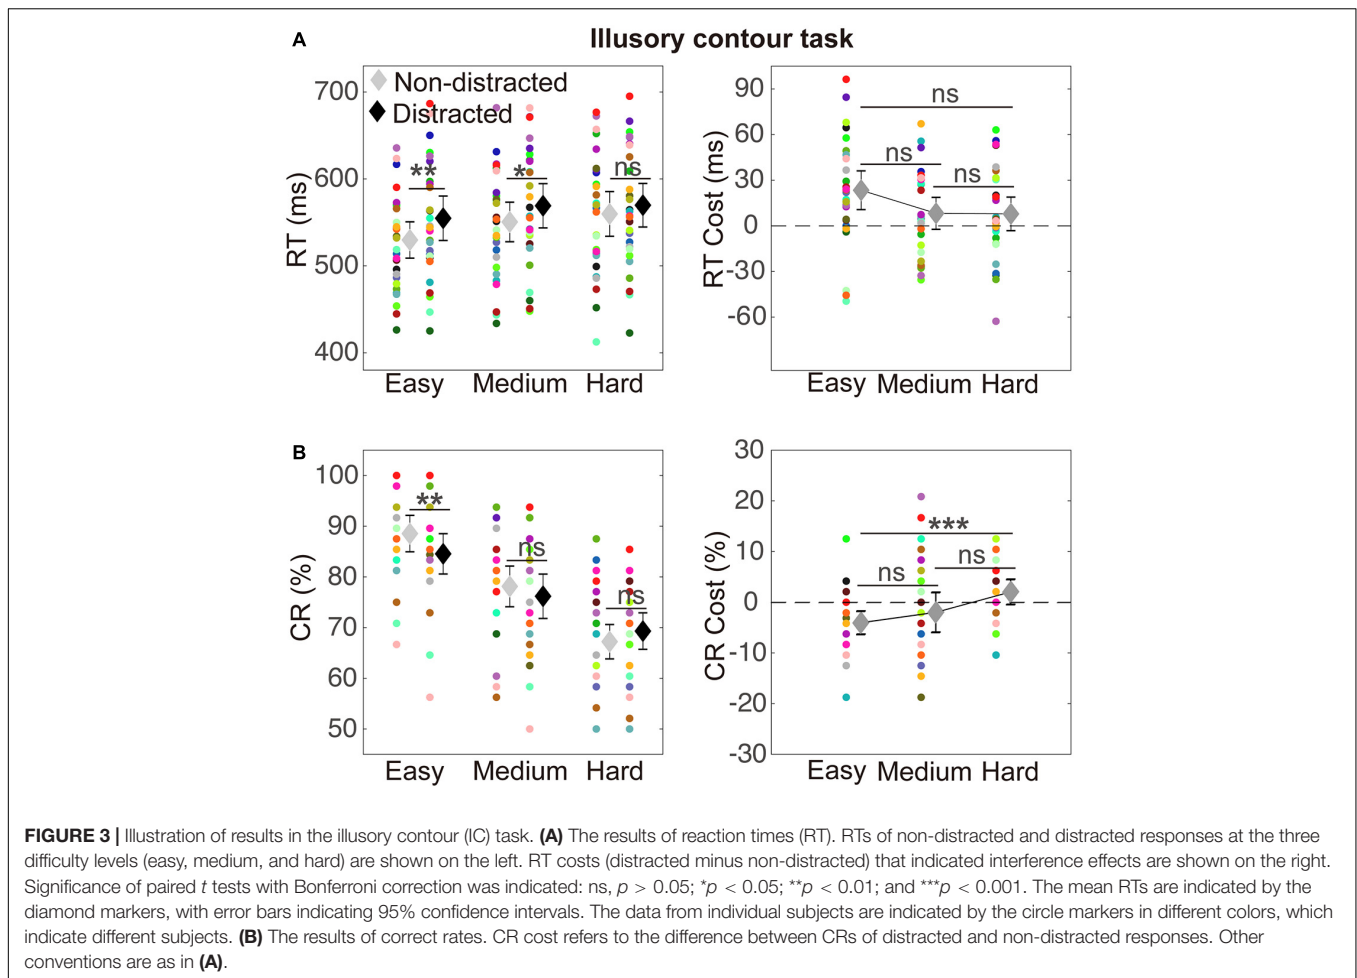 A
Illusory contour task
Non-distracted
Distracted
700
600
500
400
RT (ms)
**
*
ns
Easy Medium Hard
90
60
30
0
-30
-60
RT Cost (ms)
ns
ns
ns
Easy Medium Hard
B
100
90
80
70
60
50
CR (%)
**
ns
ns
Easy Medium Hard
30
20
10
0
-10
-20
-30
CR Cost (%)
***
ns
ns
Easy Medium Hard
FIGURE 3 | Illustration of results in the illusory contour (IC) task. (A) The results of reaction times (RT). RTs of non-distracted and distracted responses at the three
difficulty levels (easy, medium, and hard) are shown on the left. RT costs (distracted minus non-distracted) that indicated interference effects are shown on the right.
Significance of paired t tests with Bonferroni correction was indicated: ns, p > 0.05; *p < 0.05; **p < 0.01; and ***p < 0.001. The mean RTs are indicated by the
diamond markers, with error bars indicating 95% confidence intervals. The data from individual subjects are indicated by the circle markers in different colors, which
indicate different subjects. (B) The results of correct rates. CR cost refers to the difference between CRs of distracted and non-distracted responses. Other
conventions are as in (A).